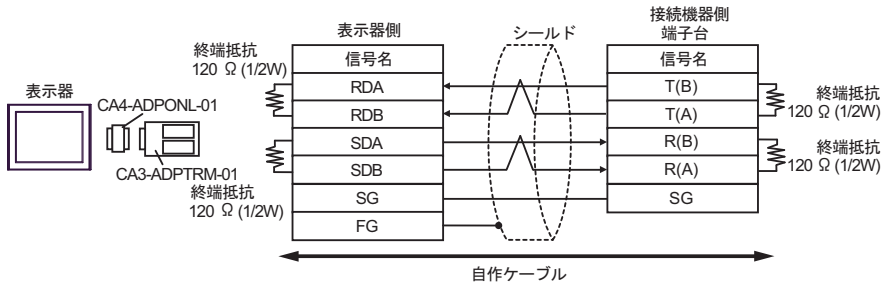 表示器
CA4-ADPONL-01
CA3-ADPTRM-01
終端抵抗
120 Ω (1/2W)
終端抵抗
120 Ω (1/2W)
表示器側
信号名
RDA
RDB
SDA
SDB
SG
FG
シールド
接続機器側
端子台
信号名
T(B)
T(A)
R(B)
R(A)
SG
終端抵抗
120 Ω (1/2W)
終端抵抗
120 Ω (1/2W)
自作ケーブル